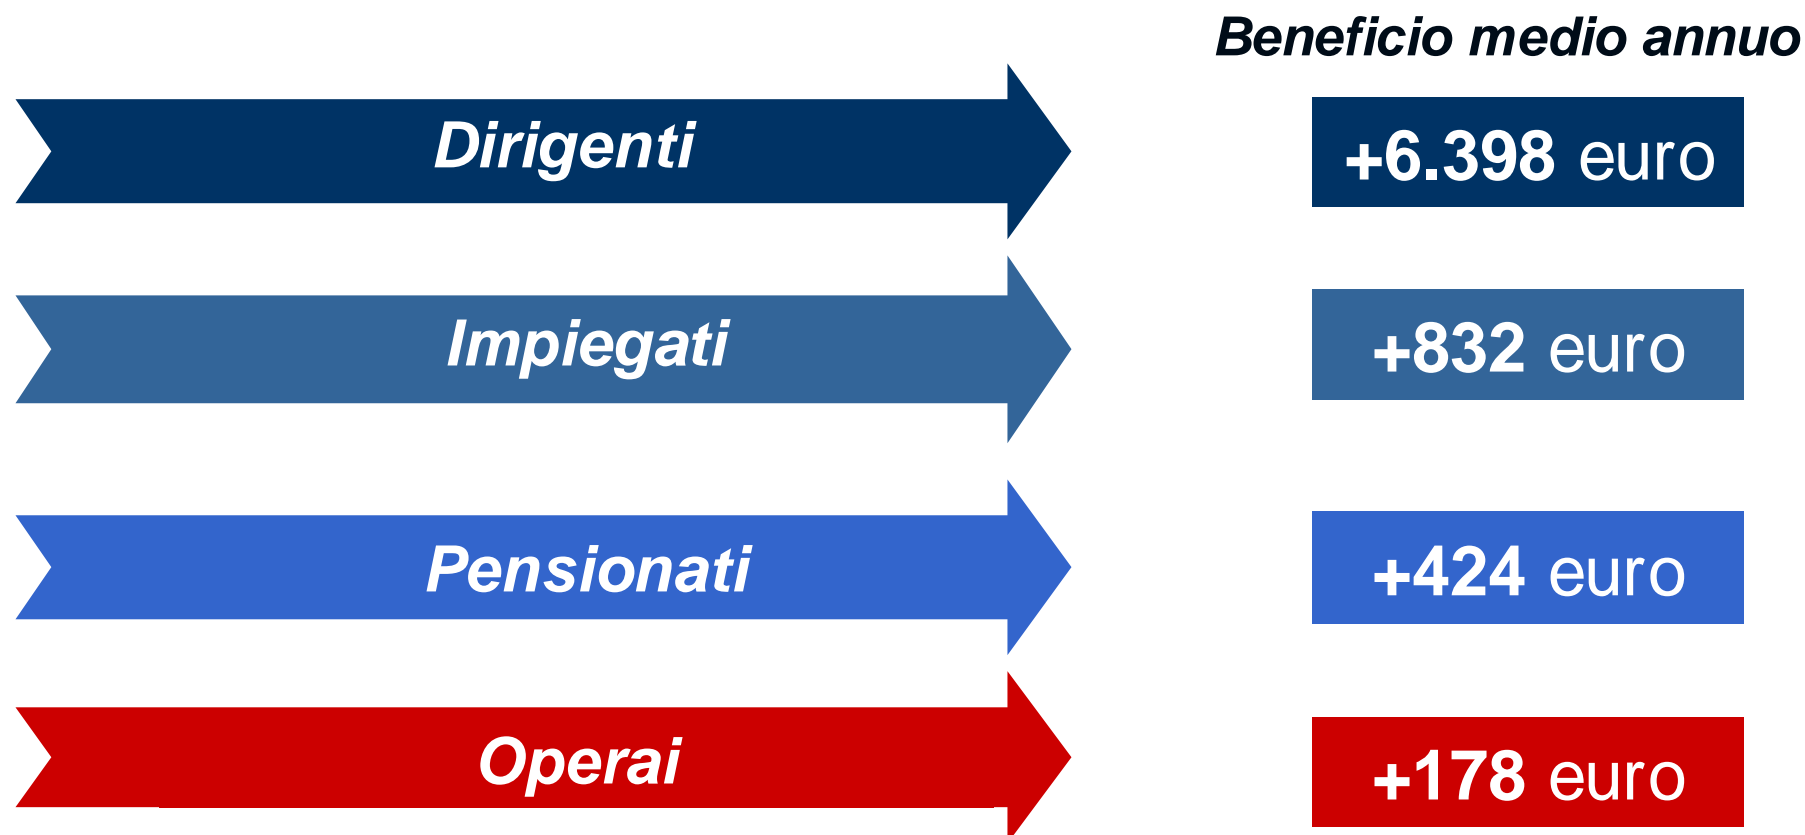 Beneficio medio annuo
Dirigenti
+6.398 euro
Impiegati
+832 euro
Pensionati
+424 euro
Operai
+178 euro